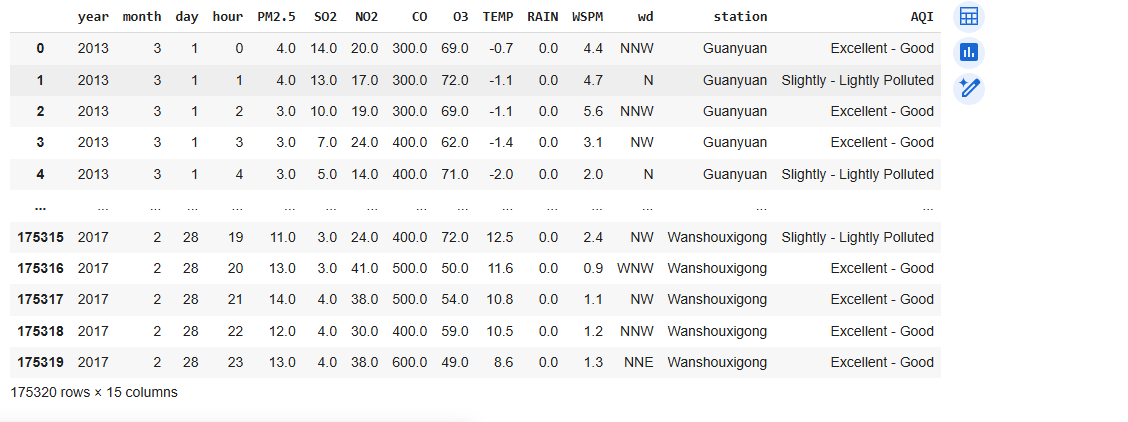 year month day hour PM2.5 SO2 NO2 CO O3 TEMP RAIN WSPM wd station AQI
0 2013 3 1 0 4.0 14.0 20.0 300.0 69.0 -0.7 0.0 4.4 NNW Guanyuan Excellent - Good
1 2013 3 1 1 4.0 13.0 17.0 300.0 72.0 -1.1 0.0 4.7 N Guanyuan Slightly - Lightly Polluted
2 2013 3 1 2 3.0 10.0 19.0 300.0 69.0 -1.1 0.0 5.6 NNW Guanyuan Excellent - Good
3 2013 3 1 3 3.0 7.0 24.0 400.0 62.0 -1.4 0.0 3.1 NW Guanyuan Excellent - Good
4 2013 3 1 4 3.0 5.0 14.0 400.0 71.0 -2.0 0.0 2.0 N Guanyuan Slightly - Lightly Polluted
... ... ... ... ... ... ... ... ... ... ... ... ... ... ... ...
175315 2017 2 28 19 11.0 3.0 24.0 400.0 72.0 12.5 0.0 2.4 NW Wanshouxigong Slightly - Lightly Polluted
175316 2017 2 28 20 13.0 3.0 41.0 500.0 50.0 11.6 0.0 0.9 WNW Wanshouxigong Excellent - Good
175317 2017 2 28 21 14.0 4.0 38.0 500.0 54.0 10.8 0.0 1.1 NW Wanshouxigong Excellent - Good
175318 2017 2 28 22 12.0 4.0 30.0 400.0 59.0 10.5 0.0 1.2 NNW Wanshouxigong Excellent - Good
175319 2017 2 28 23 13.0 4.0 38.0 600.0 49.0 8.6 0.0 1.3 NNE Wanshouxigong Excellent - Good
175320 rows × 15 columns